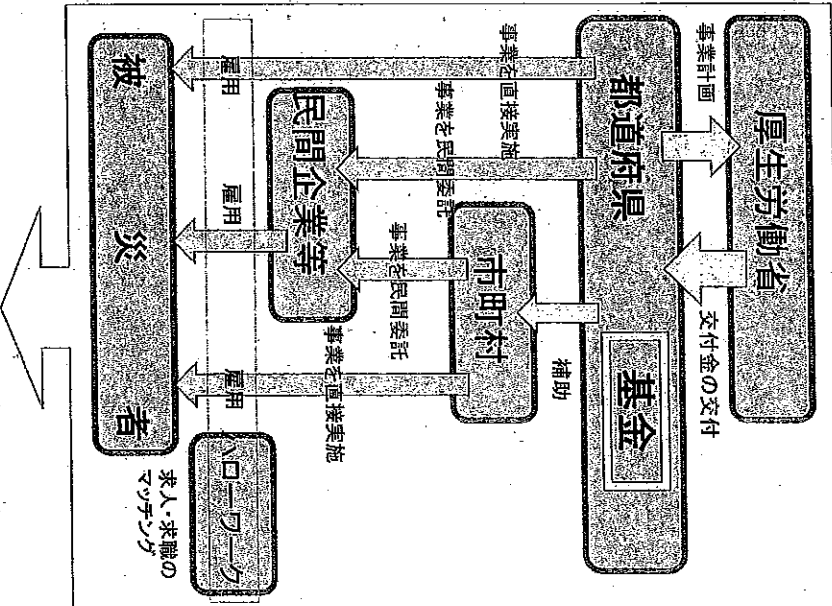 厚生労働省
事業計画
交付金の交付
都道府県
基金
補助
事業を直接実施
事業を民間委託
市町村
事業を民間委託
事業を直接実施
民間企業等
雇用
雇用
雇用
ハローワーク
求人・求職の
マッチング
被災者